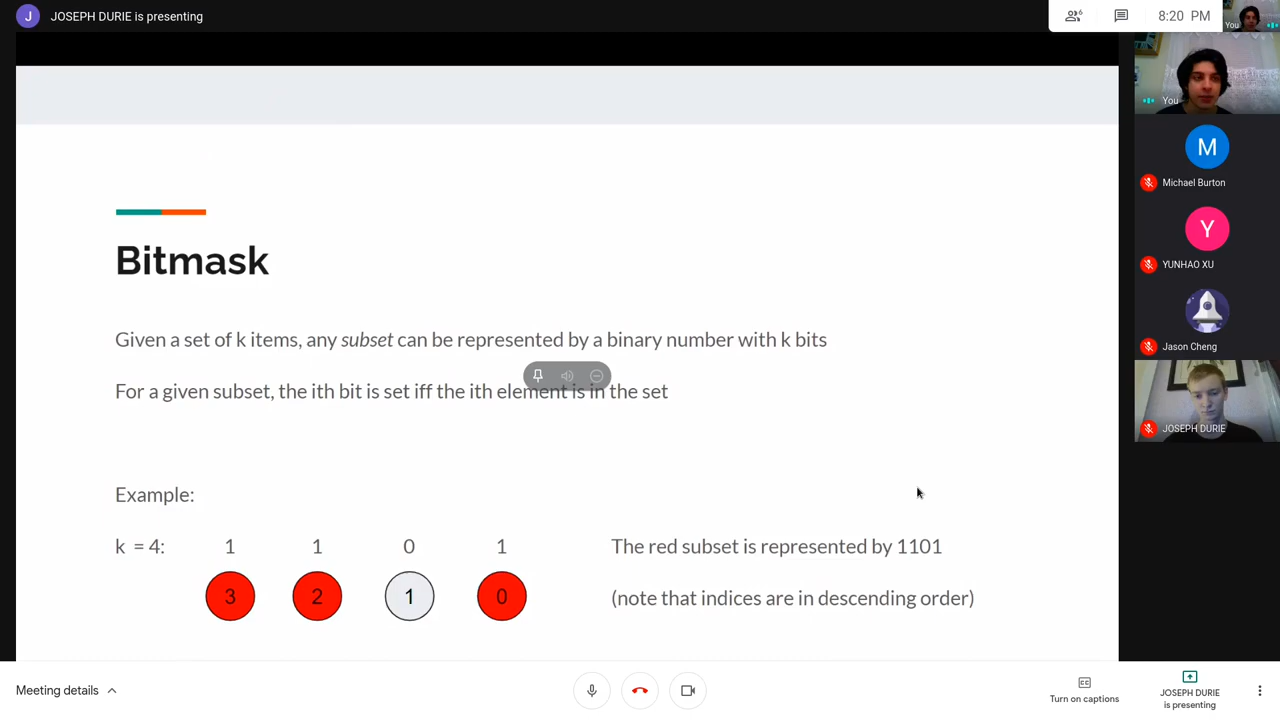 J JOSEPH DURIE is presenting
6
8:20 PM
You
You
M
Michael Burton
Y
YUNHAO XU
Jason Cheng
JOSEPH DURIE
Bitmask
Given a set of k items, any subset can be represented by a binary number with k bits
For a given subset, the ith bit is set iff the ith element is in the set
Example:
k = 4: 1 1 0 1 The red subset is represented by 1101
3 2 1 0 (note that indices are in descending order)
Meeting details
Turn on captions
JOSEPH DURIE
is presenting